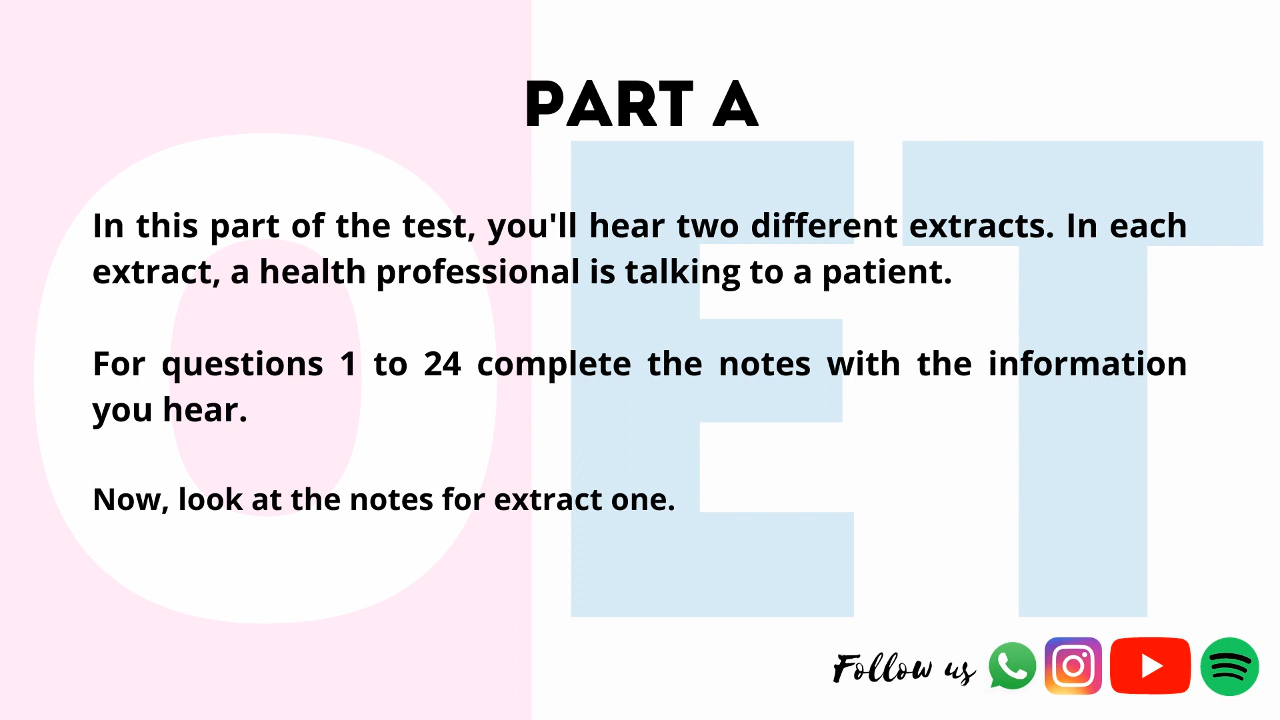 PART A
In this part of the test, you'll hear two different extracts. In each
extract, a health professional is talking to a patient.
For questions 1 to 24 complete the notes with the information
you hear.
Now, look at the notes for extract one.
OET
Follow us